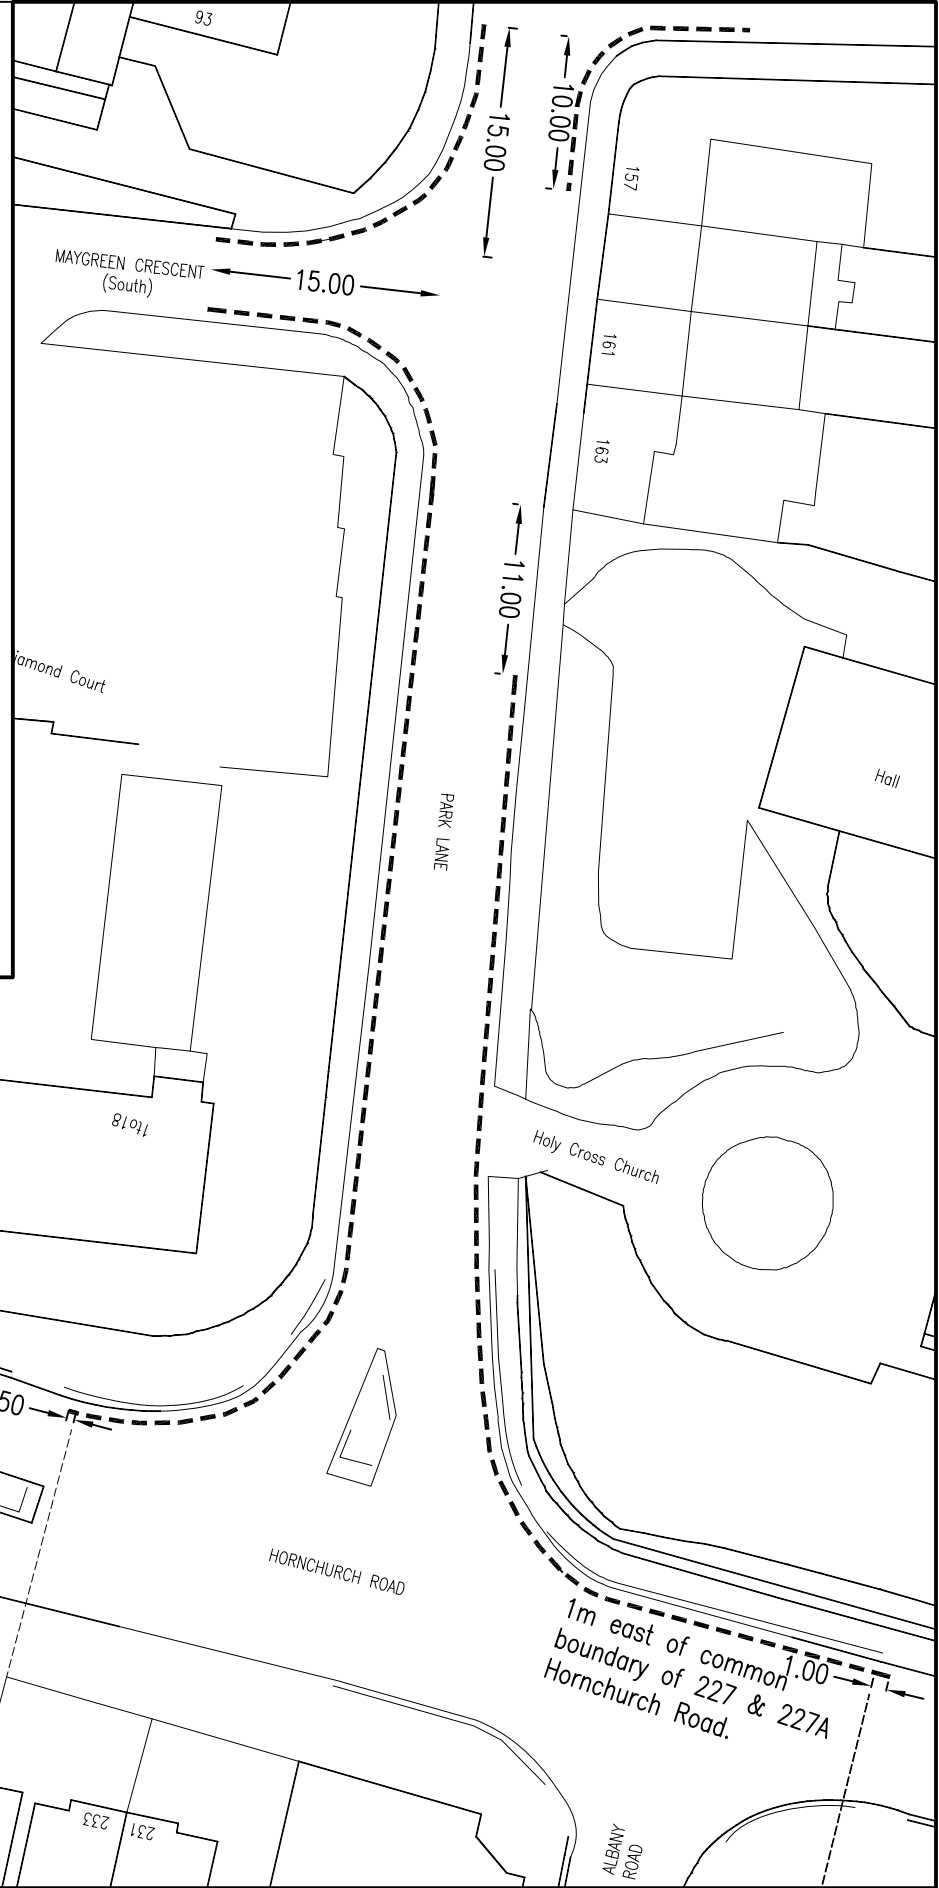 93
15.00
10.00
157
MAYGREEN CRESCENT
(South)
15.00
161
163
11.00
iamond Court
PARK LANE
Hall
1to18
Holy Cross Church
50
HORNCHURCH ROAD
1m east of common
boundary of 227 & 227A
Hornchurch Road.
1.00
233
231
ALBANY
ROAD